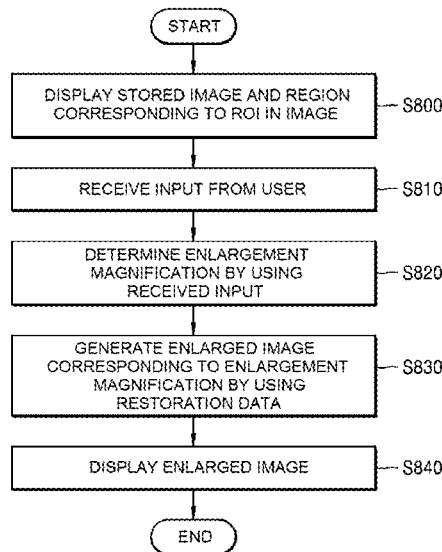 START
DISPLAY STORED IMAGE AND REGION
CORRESPONDING TO ROI IN IMAGE
S800
RECEIVE INPUT FROM USER
S810
DETERMINE ENLARGEMENT
MAGNIFICATION BY USING
RECEIVED INPUT
S820
GENERATE ENLARGED IMAGE
CORRESPONDING TO ENLARGEMENT
MAGNIFICATION BY USING
RESTORATION DATA
S830
DISPLAY ENLARGED IMAGE
S840
END